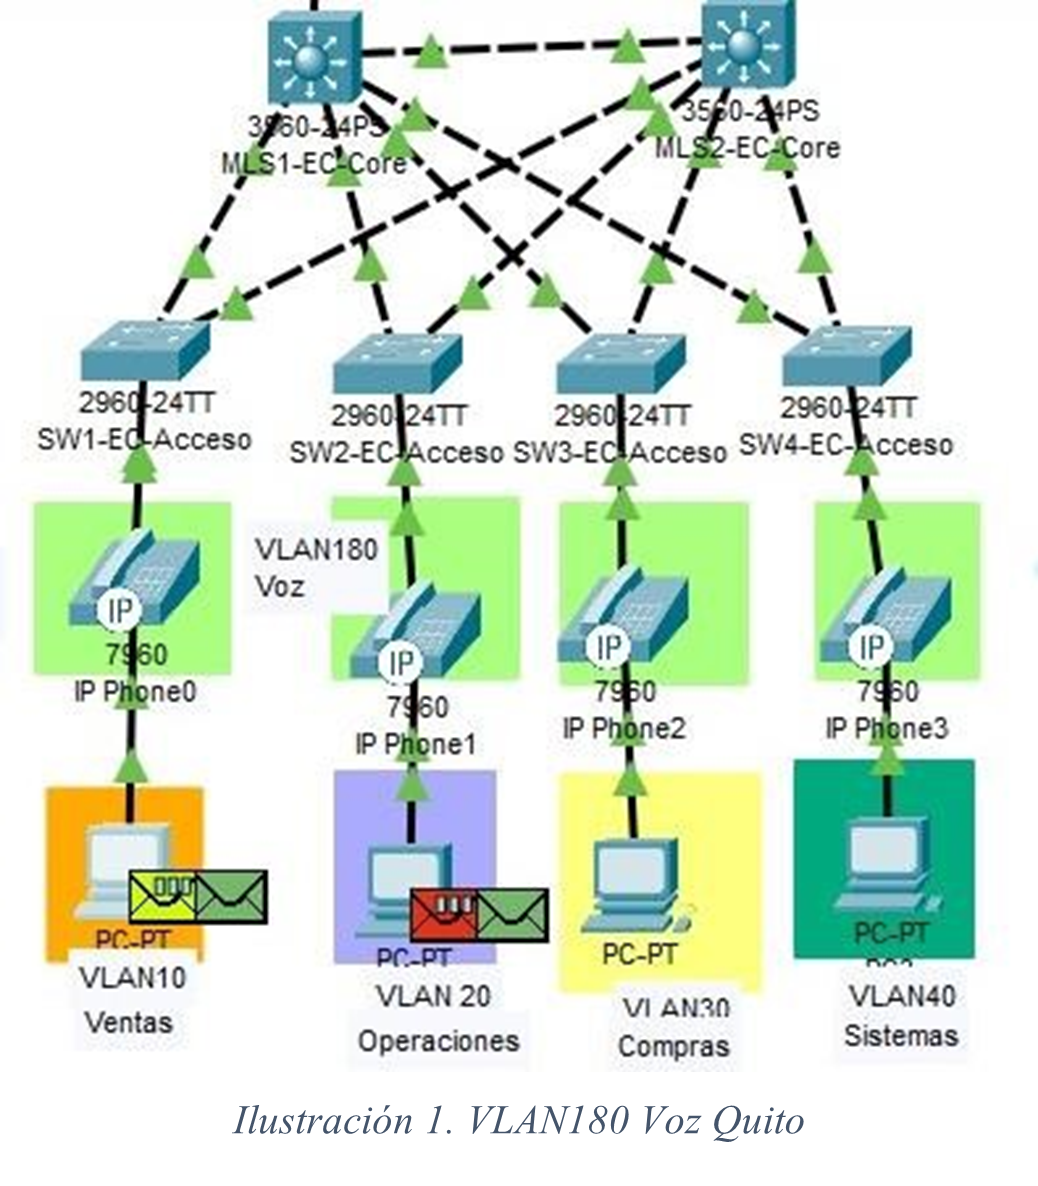 3560-24PS
MLS1-EC-Core
3560-24PS
MLS2-EC-Core
2960-24TT
SW1-EC-Acceso
2960-24TT
SW2-EC-Acceso
2960-24TT
SW3-EC-Acceso
2960-24TT
SW4-EC-Acceso
VLAN180
Voz
IP
7960
IP Phone0
IP
7960
IP Phone1
IP
7960
IP Phone2
IP
7960
IP Phone3
PC-PT
VLAN10
Ventas
PC-PT
VLAN 20
Operaciones
PC-PT
VLAN30
Compras
PC-PT
VLAN40
Sistemas
Ilustración 1. VLAN180 Voz Quito